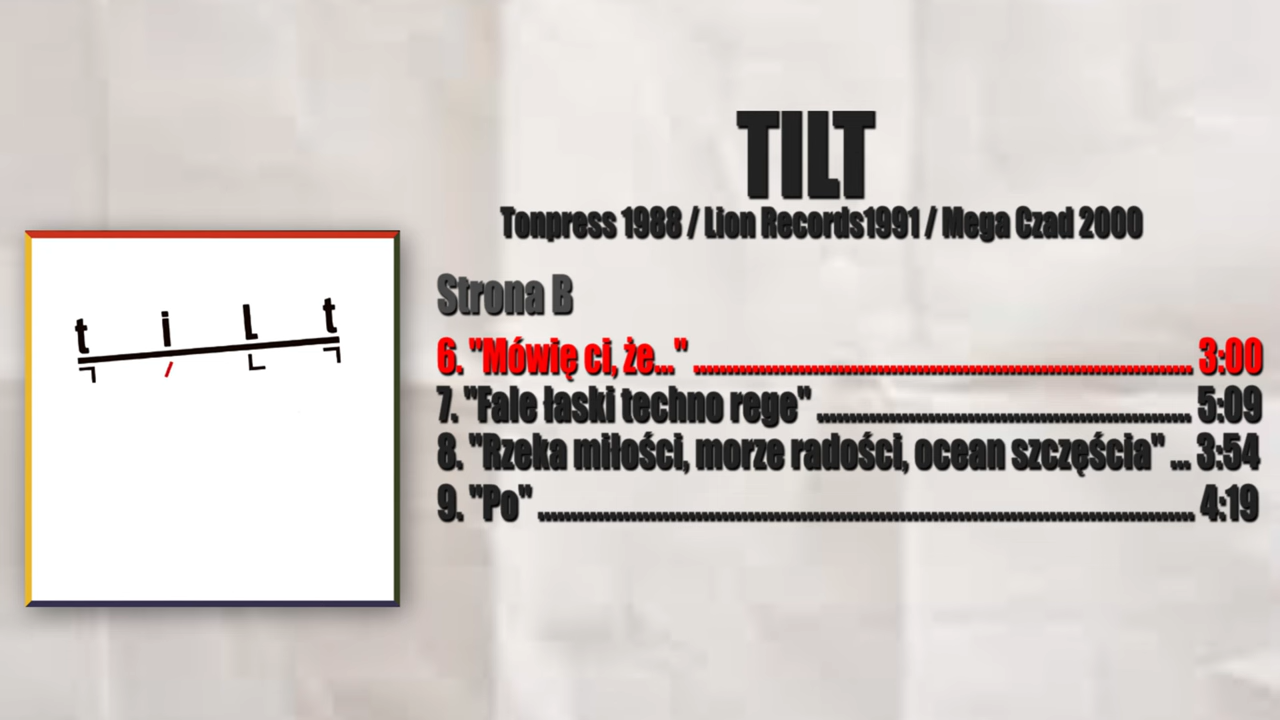 TILT
Tonpress 1988 / Lion Records1991 / Mega Czad 2000
t i l t
Strona B
6. "Mówię ci, że..." ........................................................................................................ 3:00
7. "Fale łaski techno rege" .............................................................................. 5:09
8. "Rzeka miłości, morze radości, ocean szczęścia" ... 3:54
9. "Po" ......................................................................................................................................... 4:19